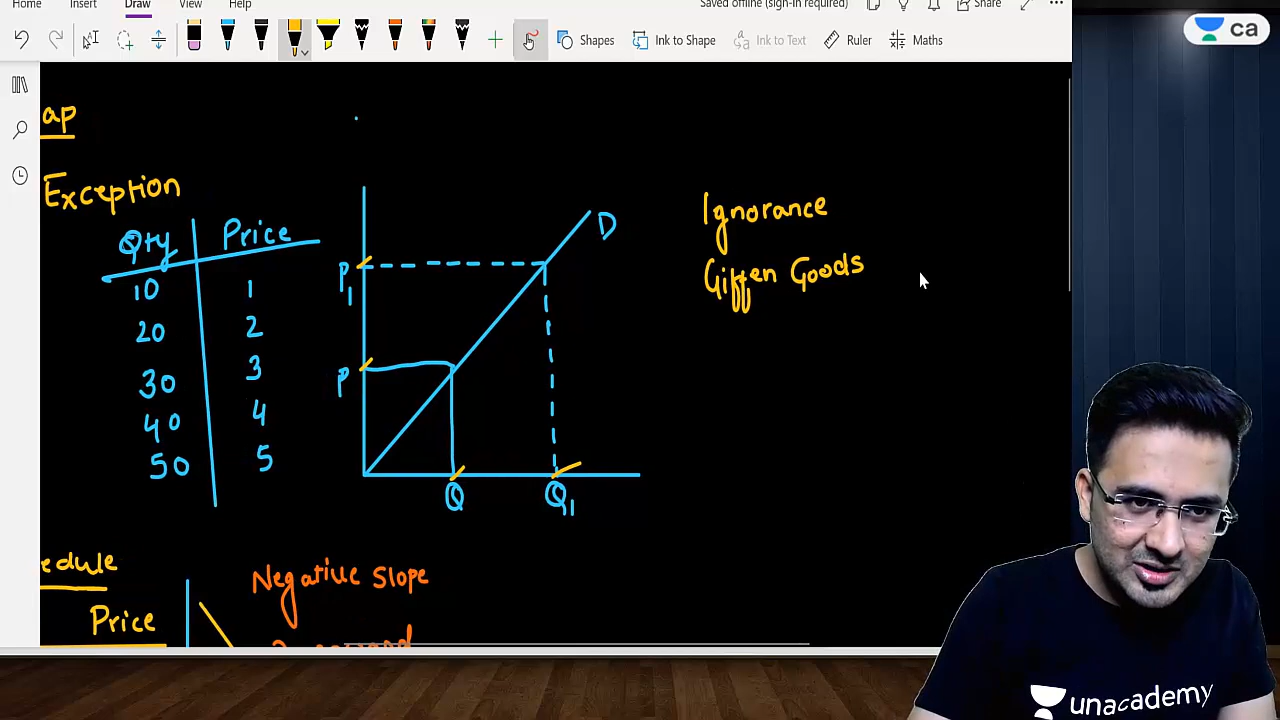 Home Insert Draw View Saved offline (sign-in required) Share
Shapes Ink to Shape Ink to Text Ruler Maths
ca
ap
Exception
Qty Price
10 1
20 2
30 3
40 4
50 5
D
P1
P
Q Q1
Ignorance
Giffen Goods
edule
Price
Negative slope
unacademy